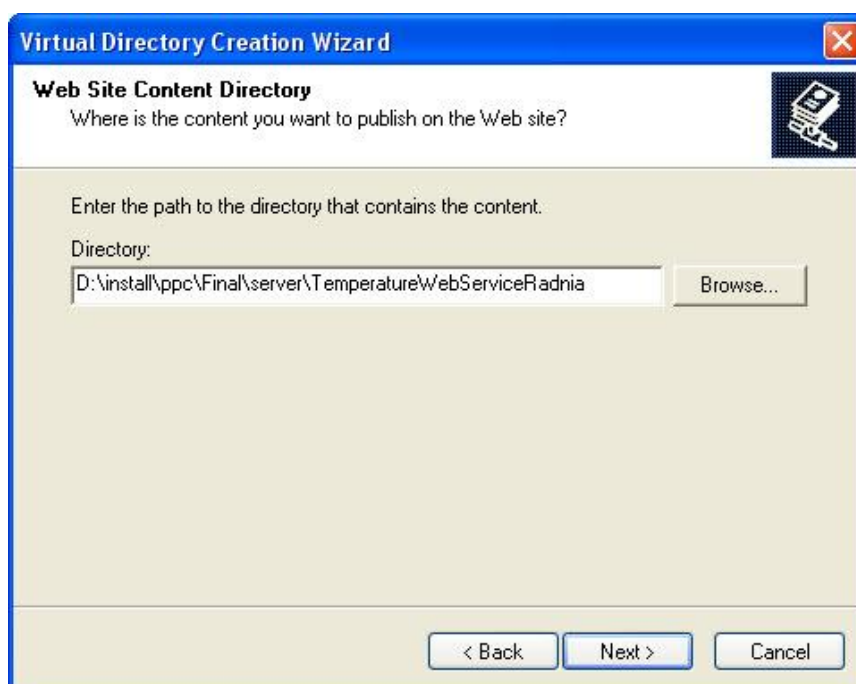 Virtual Directory Creation Wizard
Web Site Content Directory
Where is the content you want to publish on the Web site?
Enter the path to the directory that contains the content.
Directory:
D:\install\ppc\Final\server\TemperatureWebServiceRadnia
Browse...
< Back
Next >
Cancel